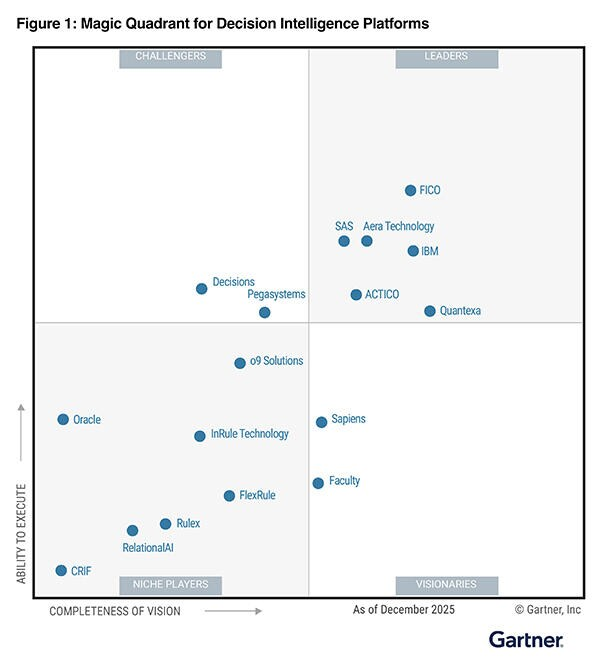 Figure 1: Magic Quadrant for Decision Intelligence Platforms
CHALLENGERS
LEADERS
FICO
SAS
Aera Technology
IBM
Decisions
Pegasystems
ACTICO
Quantexa
o9 Solutions
Oracle
InRule Technology
Sapiens
Faculty
FlexRule
Rulex
RelationalAI
CRIF
NICHE PLAYERS
VISIONARIES
ABILITY TO EXECUTE
COMPLETENESS OF VISION
As of December 2025
© Gartner, Inc
Gartner.